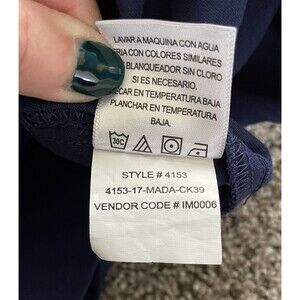 LAVAR A MAQUINA CON AGUA
ERIA CON COLORES SIMILARES
BLANQUEADOR SIN CLORO
SI ES NECESARIO.
ECAR EN TEMPERATURA BAJA
PLANCHAR EN TEMPERATURA
BAJA.
30C
STYLE # 4153
4153-17-MADA-CK39
VENDOR CODE # IM0006